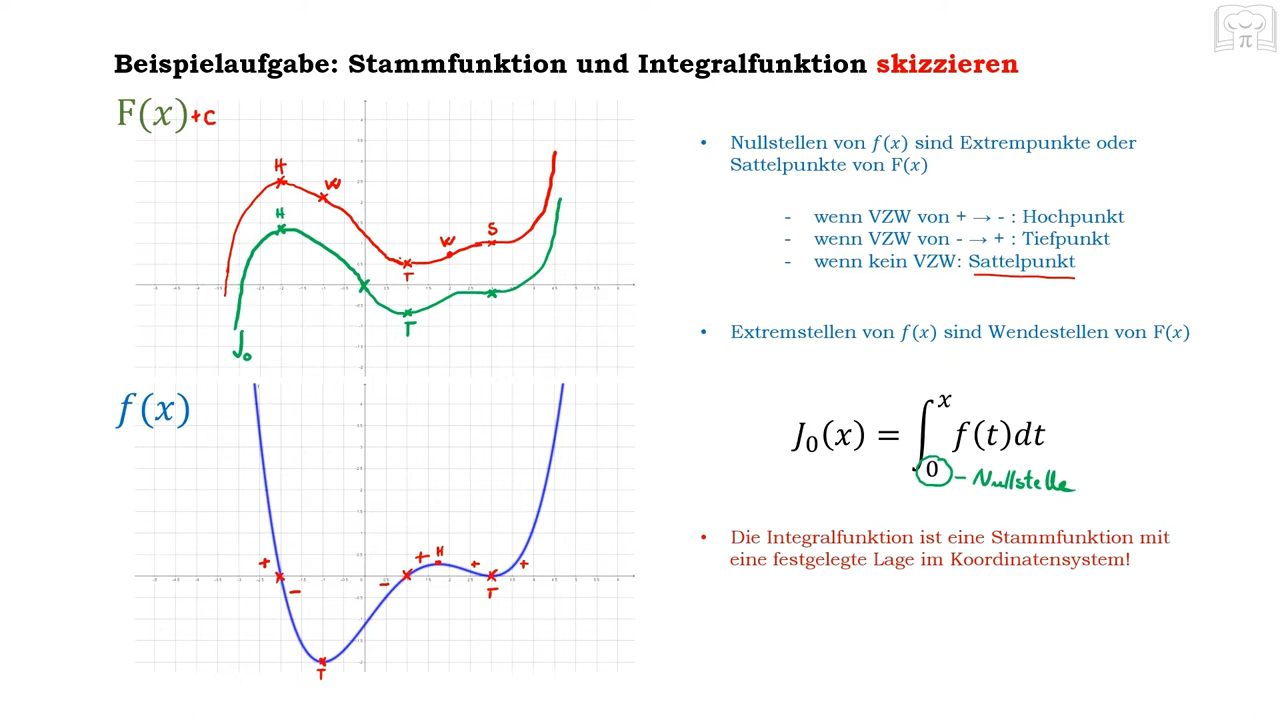 Beispielaufgabe: Stammfunktion und Integralfunktion skizzieren
F(x) +c
H
W
H
W
S
T
T
J₀
f(x)
+
−
−
+
H
+
+
T
T
• Nullstellen von f(x) sind Extrempunkte oder
Sattelpunkte von F(x)
- wenn VZW von + → - : Hochpunkt
- wenn VZW von - → + : Tiefpunkt
- wenn kein VZW: Sattelpunkt
• Extremstellen von f(x) sind Wendestellen von F(x)
J₀(x) = ∫₀ˣ f(t)dt
– Nullstelle
• Die Integralfunktion ist eine Stammfunktion mit
eine festgelegte Lage im Koordinatensystem!
π